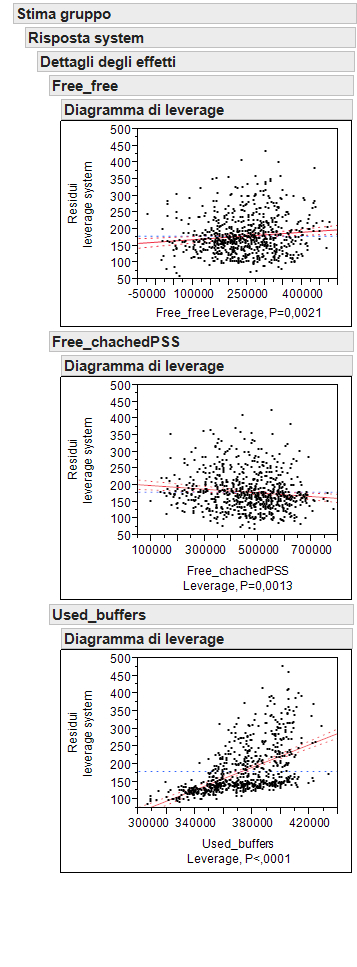 Stima gruppo
Risposta system
Dettagli degli effetti
Free_free
Diagramma di leverage
500
450
400
350
300
250
200
150
100
50
Residui
leverage system
-50000 100000 250000 400000
Free_free Leverage, P=0,0021
Free_chachedPSS
Diagramma di leverage
500
450
400
350
300
250
200
150
100
50
Residui
leverage system
100000 300000 500000 700000
Free_chachedPSS
Leverage, P=0,0013
Used_buffers
Diagramma di leverage
500
450
400
350
300
250
200
150
100
Residui
leverage system
300000 340000 380000 420000
Used_buffers
Leverage, P<,0001